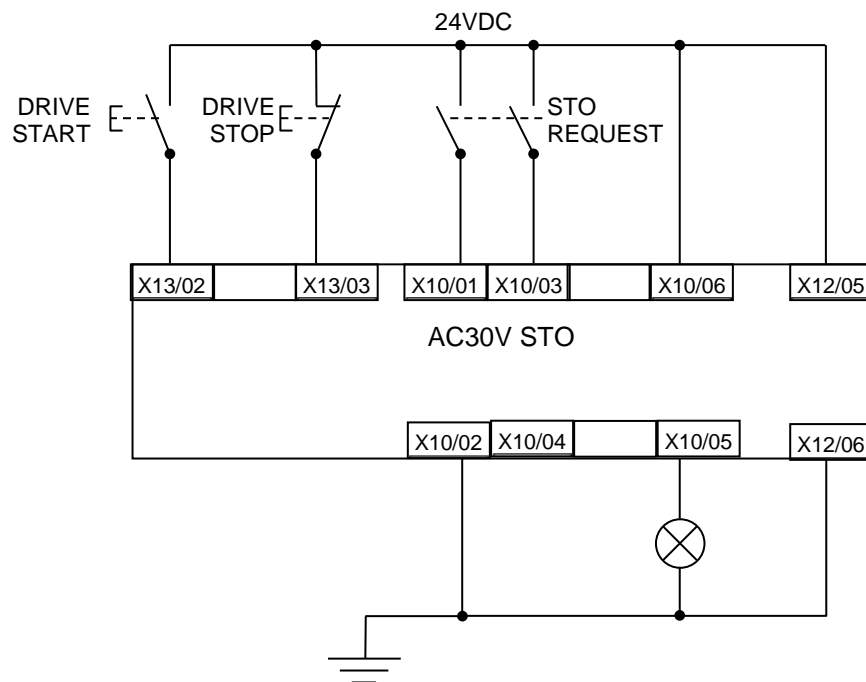 24VDC
DRIVE
START
DRIVE
STOP
STO
REQUEST
X13/02
X13/03
X10/01
X10/03
X10/06
X12/05
AC30V STO
X10/02
X10/04
X10/05
X12/06